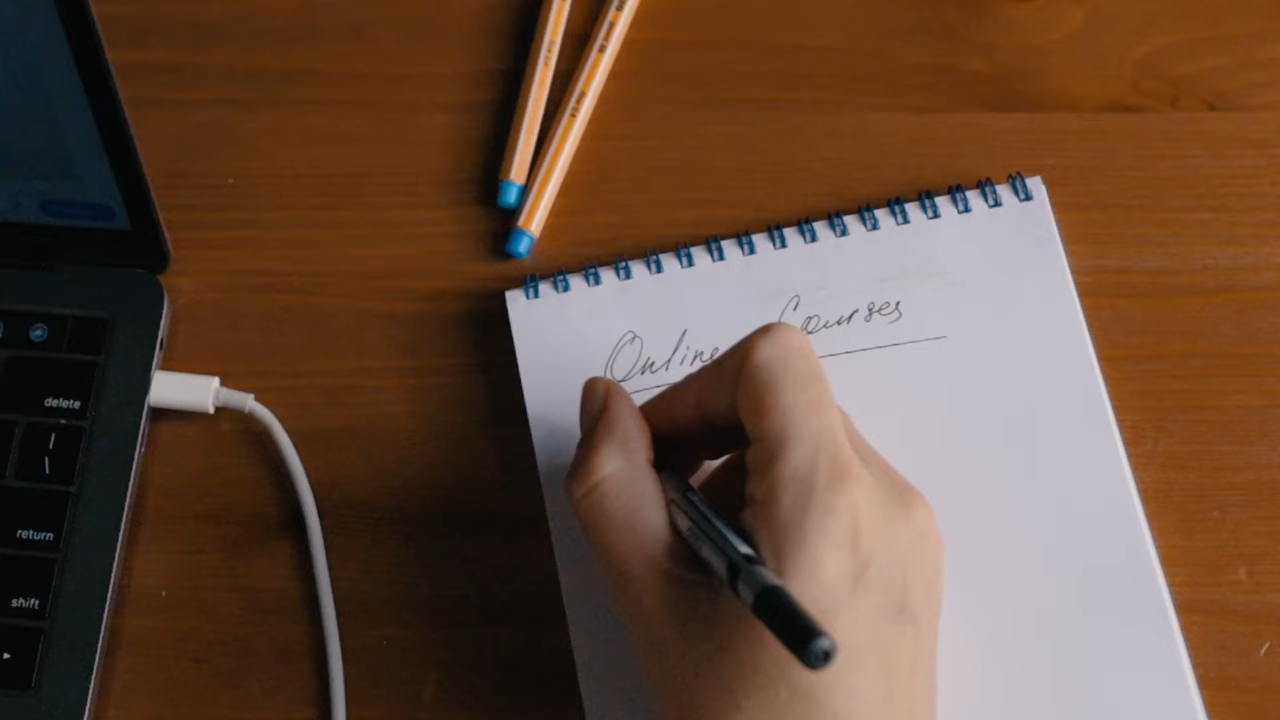 Online Courses
delete
|
\
return
shift